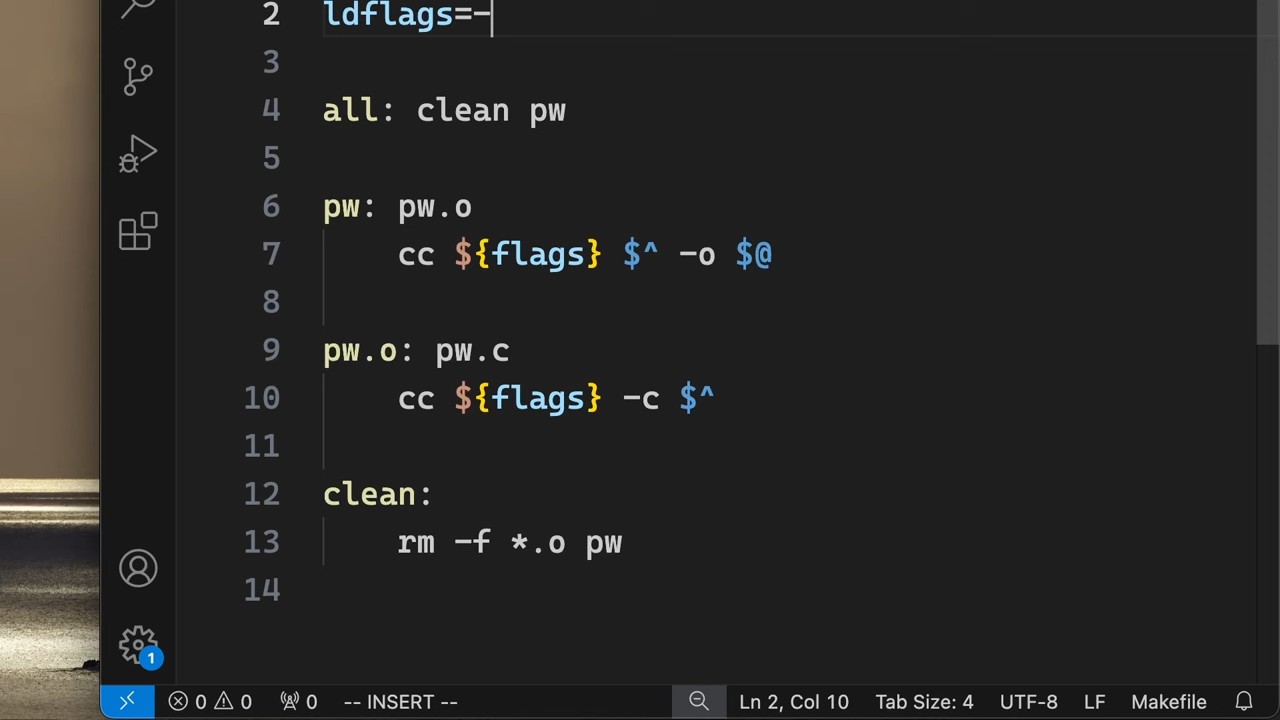 2 ldflags=-
3
4 all: clean pw
5
6 pw: pw.o
7 cc ${flags} $^ -o $@
8
9 pw.o: pw.c
10 cc ${flags} -c $^
11
12 clean:
13 rm -f *.o pw
14
1
0 0 0 -- INSERT -- Ln 2, Col 10 Tab Size: 4 UTF-8 LF Makefile